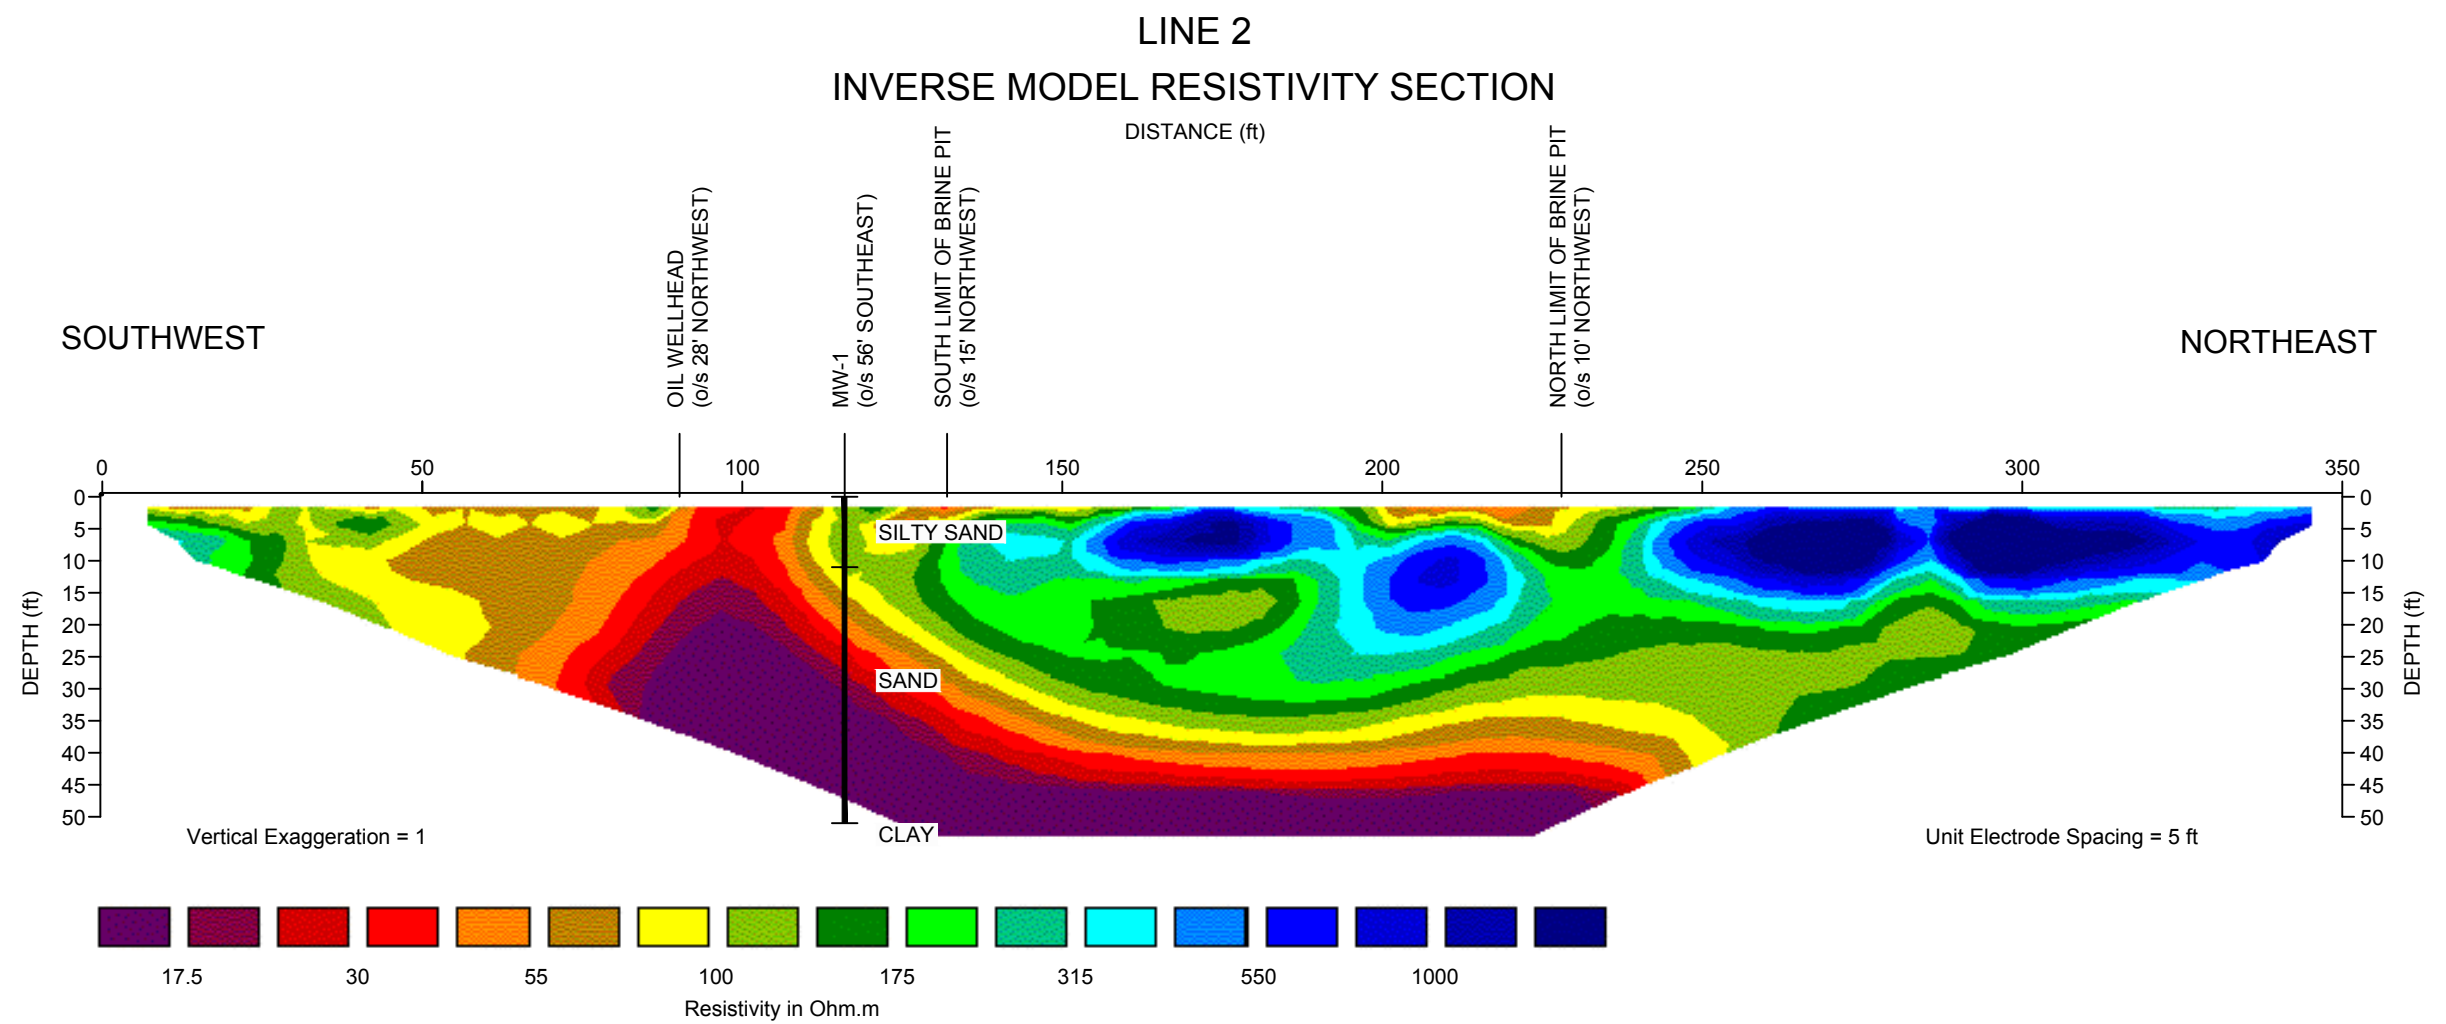 LINE 2
INVERSE MODEL RESISTIVITY SECTION
DISTANCE (ft)
OIL WELLHEAD
(o/s 28' NORTHWEST)
MW-1
(o/s 56' SOUTHEAST)
SOUTH LIMIT OF BRINE PIT
(o/s 15' NORTHWEST)
NORTH LIMIT OF BRINE PIT
(o/s 10' NORTHWEST)
SOUTHWEST
NORTHEAST
0 50 100 150 200 250 300 350
DEPTH (ft)
0
5
10
15
20
25
30
35
40
45
50
SILTY SAND
SAND
CLAY
0
5
10
15
20
25
30
35
40
45
50
DEPTH (ft)
Vertical Exaggeration = 1
Unit Electrode Spacing = 5 ft
17.5 30 55 100 175 315 550 1000
Resistivity in Ohm.m